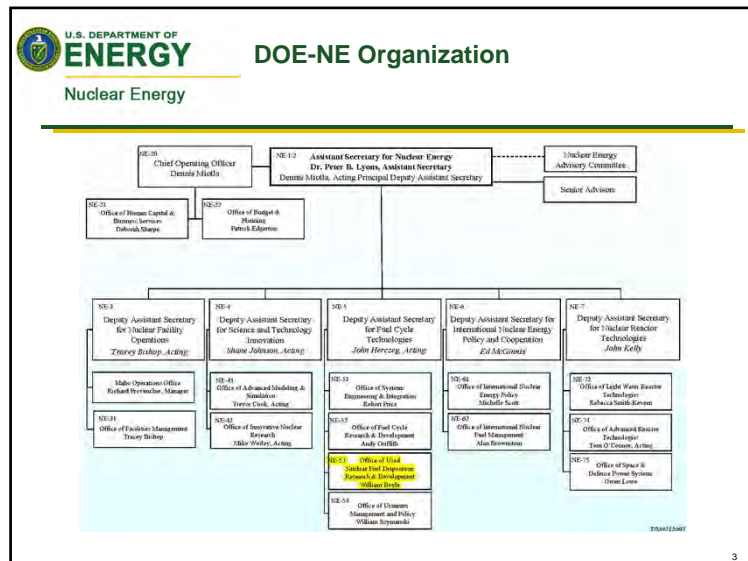 U.S. DEPARTMENT OF
ENERGY
Nuclear Energy
DOE-NE Organization
NE-20
Chief Operating Officer
Dennis Miotla
NE-1/2
Assistant Secretary for Nuclear Energy
Dr. Peter B. Lyons, Assistant Secretary
Dennis Miotla, Acting Principal Deputy Assistant Secretary
Nuclear Energy
Advisory Committee
Senior Advisors
NE-21
Office of Human Capital &
Business Services
Deborah Sharpe
NE-22
Office of Budget &
Planning
Patrick Edgerton
NE-3
Deputy Assistant Secretary
for Nuclear Facility
Operations
Tracey Bishop, Acting
NE-4
Deputy Assistant Secretary
for Science and Technology
Innovation
Shane Johnson, Acting
NE-5
Deputy Assistant Secretary
for Fuel Cycle
Technologies
John Herczeg, Acting
NE-6
Deputy Assistant Secretary for
International Nuclear Energy
Policy and Cooperation
Ed McGinnis
NE-7
Deputy Assistant Secretary
for Nuclear Reactor
Technologies
John Kelly
Idaho Operations Office
Richard Provencher, Manager
NE-31
Office of Facilities Management
Tracey Bishop
NE-41
Office of Advanced Modeling &
Simulation
Trevor Cook, Acting
NE-42
Office of Innovative Nuclear
Research
Mike Worley, Acting
NE-51
Office of Systems
Engineering & Integration
Robert Price
NE-52
Office of Fuel Cycle
Research & Development
Andy Griffith
NE-53
Office of Used
Nuclear Fuel Disposition
Research & Development
William Boyle
NE-54
Office of Uranium
Management and Policy
William Szymanski
NE-61
Office of International Nuclear
Energy Policy
Michelle Scott
NE-62
Office of International Nuclear
Fuel Management
Alan Brownstein
NE-72
Office of Light Water Reactor
Technologies
Rebecca Smith-Kevern
NE-74
Office of Advanced Reactor
Technologies
Tom O'Connor, Acting
NE-75
Office of Space &
Defense Power Systems
Owen Lowe
3